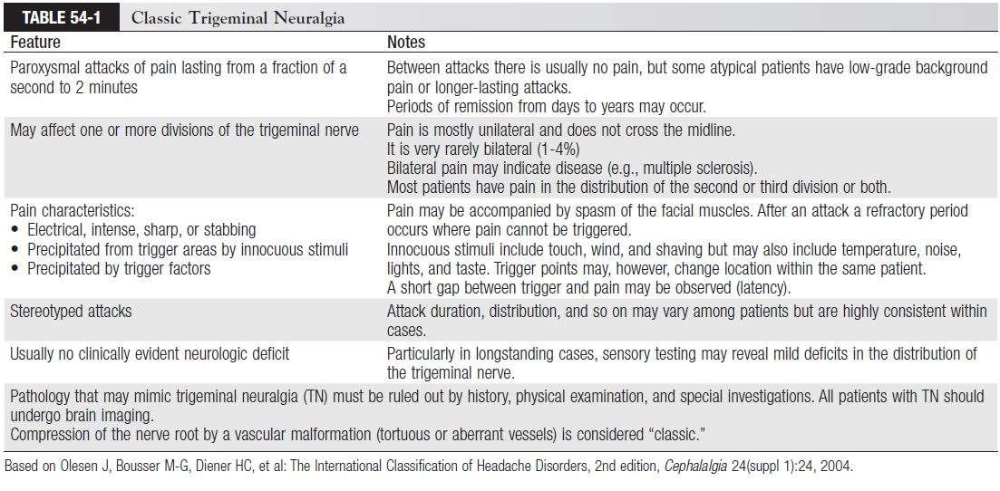 TABLE 54-1 Classic Trigeminal Neuralgia
Feature Notes
Paroxysmal attacks of pain lasting from a fraction of a
second to 2 minutes
Between attacks there is usually no pain, but some atypical patients have low-grade background
pain or longer-lasting attacks.
Periods of remission from days to years may occur.
May affect one or more divisions of the trigeminal nerve
Pain is mostly unilateral and does not cross the midline.
It is very rarely bilateral (1-4%)
Bilateral pain may indicate disease (e.g., multiple sclerosis).
Most patients have pain in the distribution of the second or third division or both.
Pain characteristics:
• Electrical, intense, sharp, or stabbing
• Precipitated from trigger areas by innocuous stimuli
• Precipitated by trigger factors
Pain may be accompanied by spasm of the facial muscles. After an attack a refractory period
occurs where pain cannot be triggered.
Innocuous stimuli include touch, wind, and shaving but may also include temperature, noise,
lights, and taste. Trigger points may, however, change location within the same patient.
A short gap between trigger and pain may be observed (latency).
Stereotyped attacks
Attack duration, distribution, and so on may vary among patients but are highly consistent within
cases.
Usually no clinically evident neurologic deficit
Particularly in longstanding cases, sensory testing may reveal mild deficits in the distribution of
the trigeminal nerve.
Pathology that may mimic trigeminal neuralgia (TN) must be ruled out by history, physical examination, and special investigations. All patients with TN should
undergo brain imaging.
Compression of the nerve root by a vascular malformation (tortuous or aberrant vessels) is considered “classic.”
Based on Olesen J, Bousser M-G, Diener HC, et al: The International Classification of Headache Disorders, 2nd edition, Cephalalgia 24(suppl 1):24, 2004.